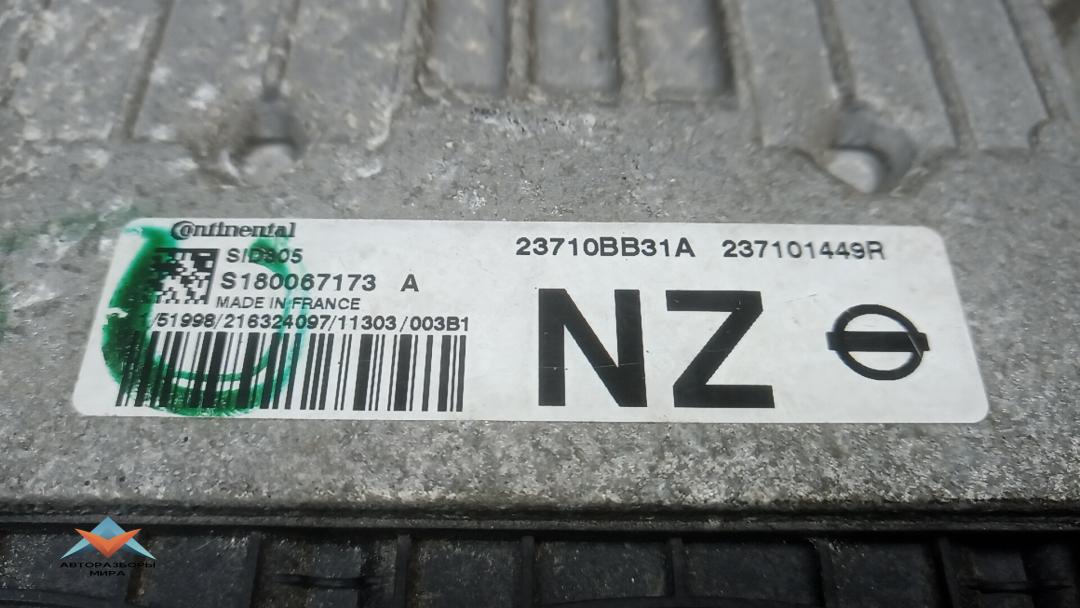 Continental
SID305
S180067173 A
MADE IN FRANCE
/51998/216324097/11303/003B1
23710BB31A 237101449R
NZ
АВТОРАЗБОРЫ
МИРА